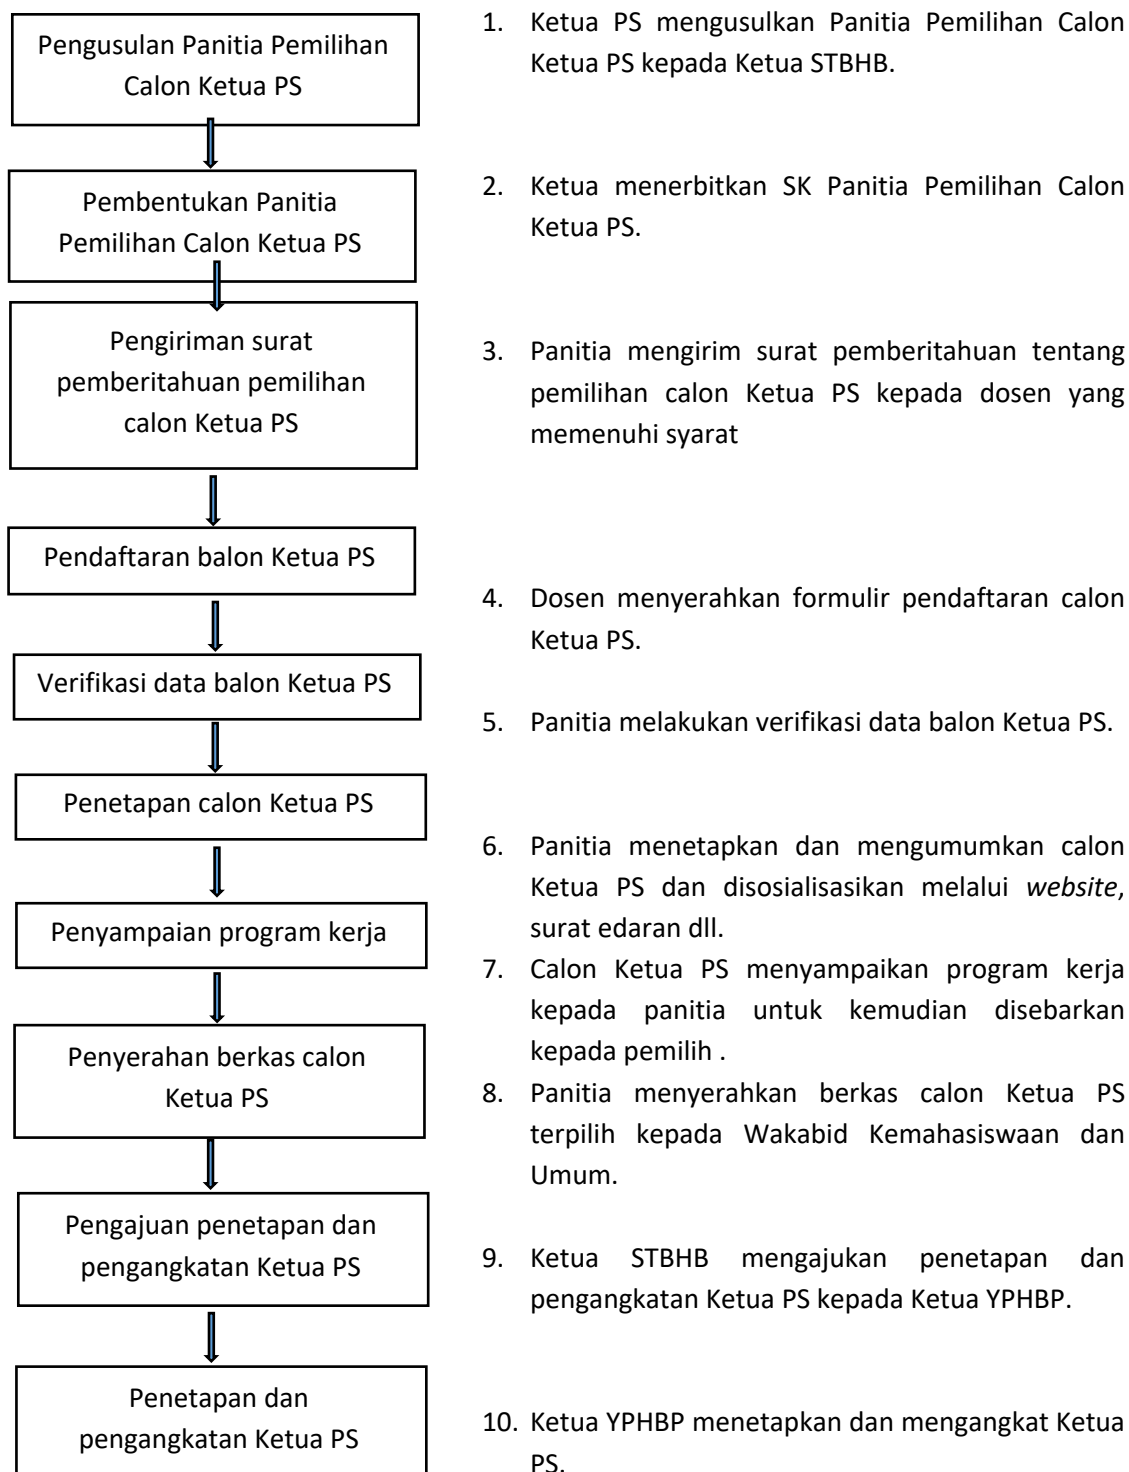 Pengusulan Panitia Pemilihan
Calon Ketua PS
1. Ketua PS mengusulkan Panitia Pemilihan Calon
Ketua PS kepada Ketua STBHB.
Pembentukan Panitia
Pemilihan Calon Ketua PS
2. Ketua menerbitkan SK Panitia Pemilihan Calon
Ketua PS.
Pengiriman surat
pemberitahuan pemilihan
calon Ketua PS
3. Panitia mengirim surat pemberitahuan tentang
pemilihan calon Ketua PS kepada dosen yang
memenuhi syarat
Pendaftaran balon Ketua PS
4. Dosen menyerahkan formulir pendaftaran calon
Ketua PS.
Verifikasi data balon Ketua PS
5. Panitia melakukan verifikasi data balon Ketua PS.
Penetapan calon Ketua PS
6. Panitia menetapkan dan mengumumkan calon
Ketua PS dan disosialisasikan melalui website,
surat edaran dll.
Penyampaian program kerja
7. Calon Ketua PS menyampaikan program kerja
kepada panitia untuk kemudian disebarkan
kepada pemilih .
Penyerahan berkas calon
Ketua PS
8. Panitia menyerahkan berkas calon Ketua PS
terpilih kepada Wakabid Kemahasiswaan dan
Umum.
Pengajuan penetapan dan
pengangkatan Ketua PS
9. Ketua STBHB mengajukan penetapan dan
pengangkatan Ketua PS kepada Ketua YPHBP.
Penetapan dan
pengangkatan Ketua PS
10. Ketua YPHBP menetapkan dan mengangkat Ketua
PS.